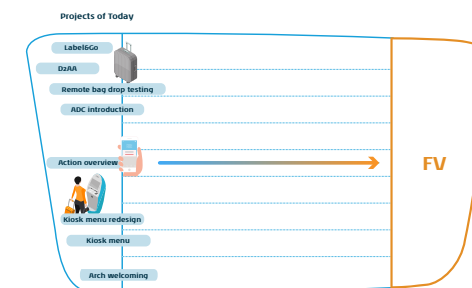 Projects of Today
Label&Go
D2AA
Remote bag drop testing
ADC introduction
Action overview
FV
Kiosk menu redesign
Kiosk menu
Arch welcoming